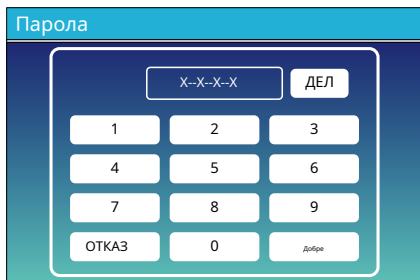 Парола
X--X--X--X ДЕЛ
1 2 3
4 5 6
7 8 9
ОТКАЗ 0 Добре